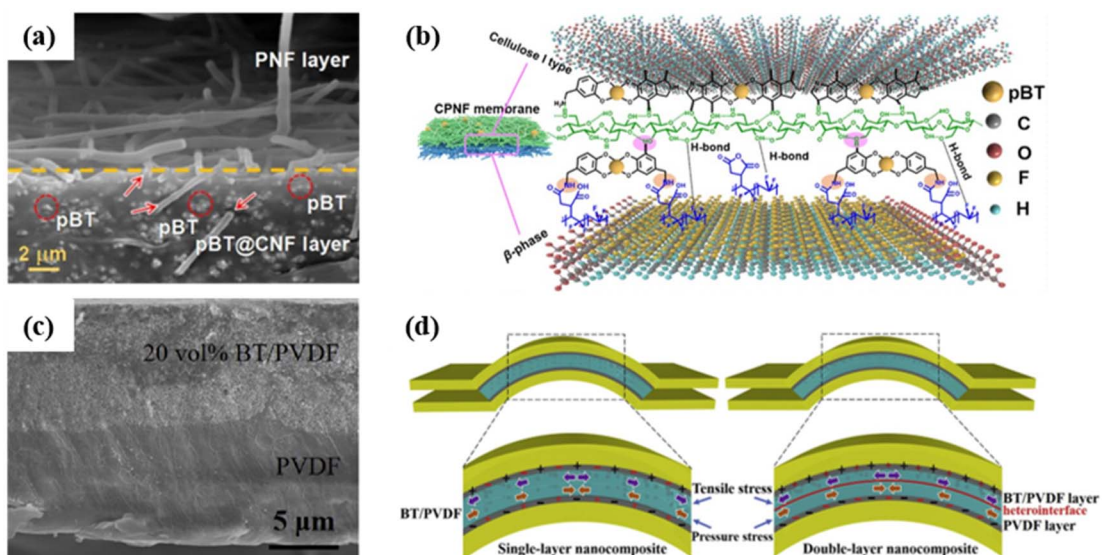 (a)
PNF layer
pBT
pBT
pBT
pBT@CNF layer
2 μm
(b)
Cellulose I type
CPNF membrane
β-phase
H-bond
H-bond
H-bond
pBT
C
O
F
H
(c)
20 vol% BT/PVDF
PVDF
5 μm
(d)
BT/PVDF
Tensile stress
Pressure stress
BT/PVDF layer
heterointerface
PVDF layer
Single-layer nanocomposite
Double-layer nanocomposite